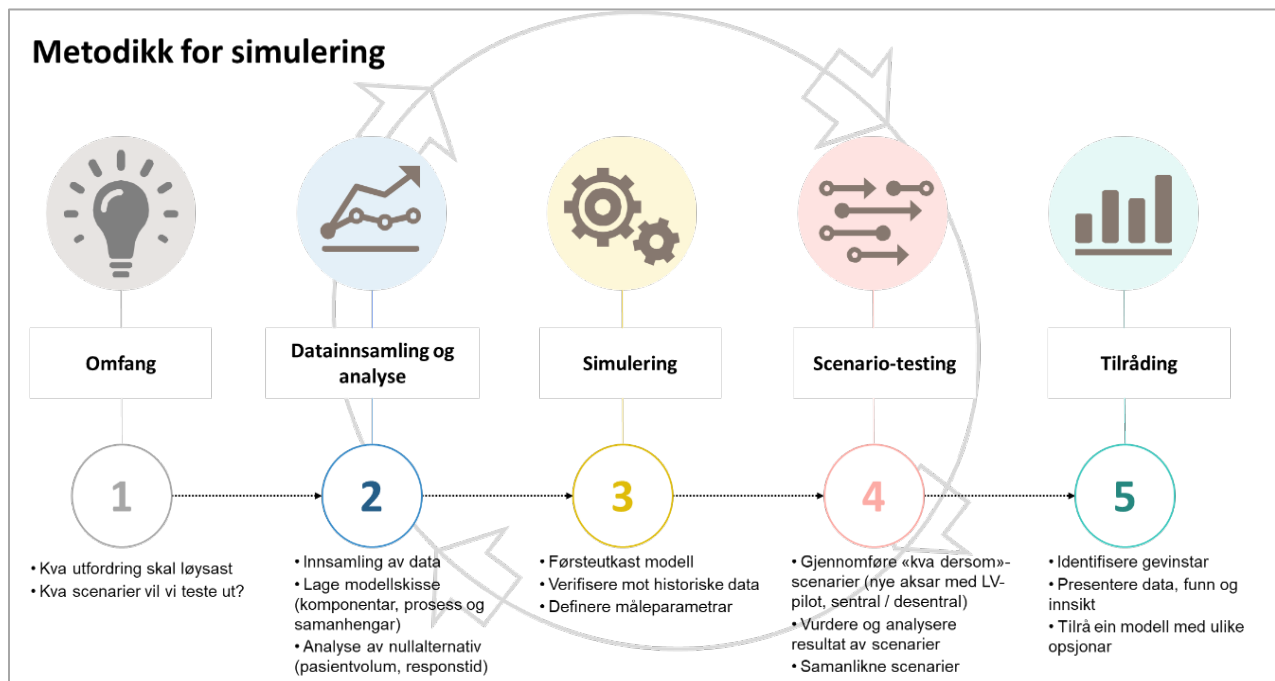 Metodikk for simulering
Omfang
Datainnsamling og
analyse
Simulering
Scenario-testing
Tilråding
1
2
3
4
5
• Kva utfordring skal løysast
• Kva scenarier vil vi teste ut?
• Innsamling av data
• Lage modellskisse
(komponentar, prosess og
samanhengar)
• Analyse av nullalternativ
(pasientvolum, responstid)
• Førsteutkast modell
• Verifisere mot historiske data
• Definere måleparametrar
• Gjennomføre «kva dersom»-
scenarier (nye aksar med LV-
pilot, sentral / desentral)
• Vurdere og analysere
resultat av scenarier
• Samanlikne scenarier
• Identifisere gevinstar
• Presentere data, funn og
innsikt
• Tilrå ein modell med ulike
opsjonar